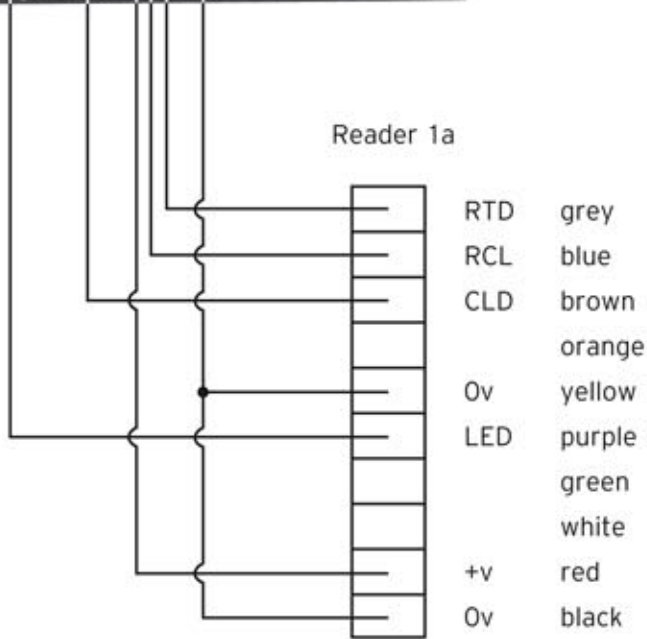 Reader 1a
RTD grey
RCL blue
CLD brown
orange
0v yellow
LED purple
green
white
+v red
0v black